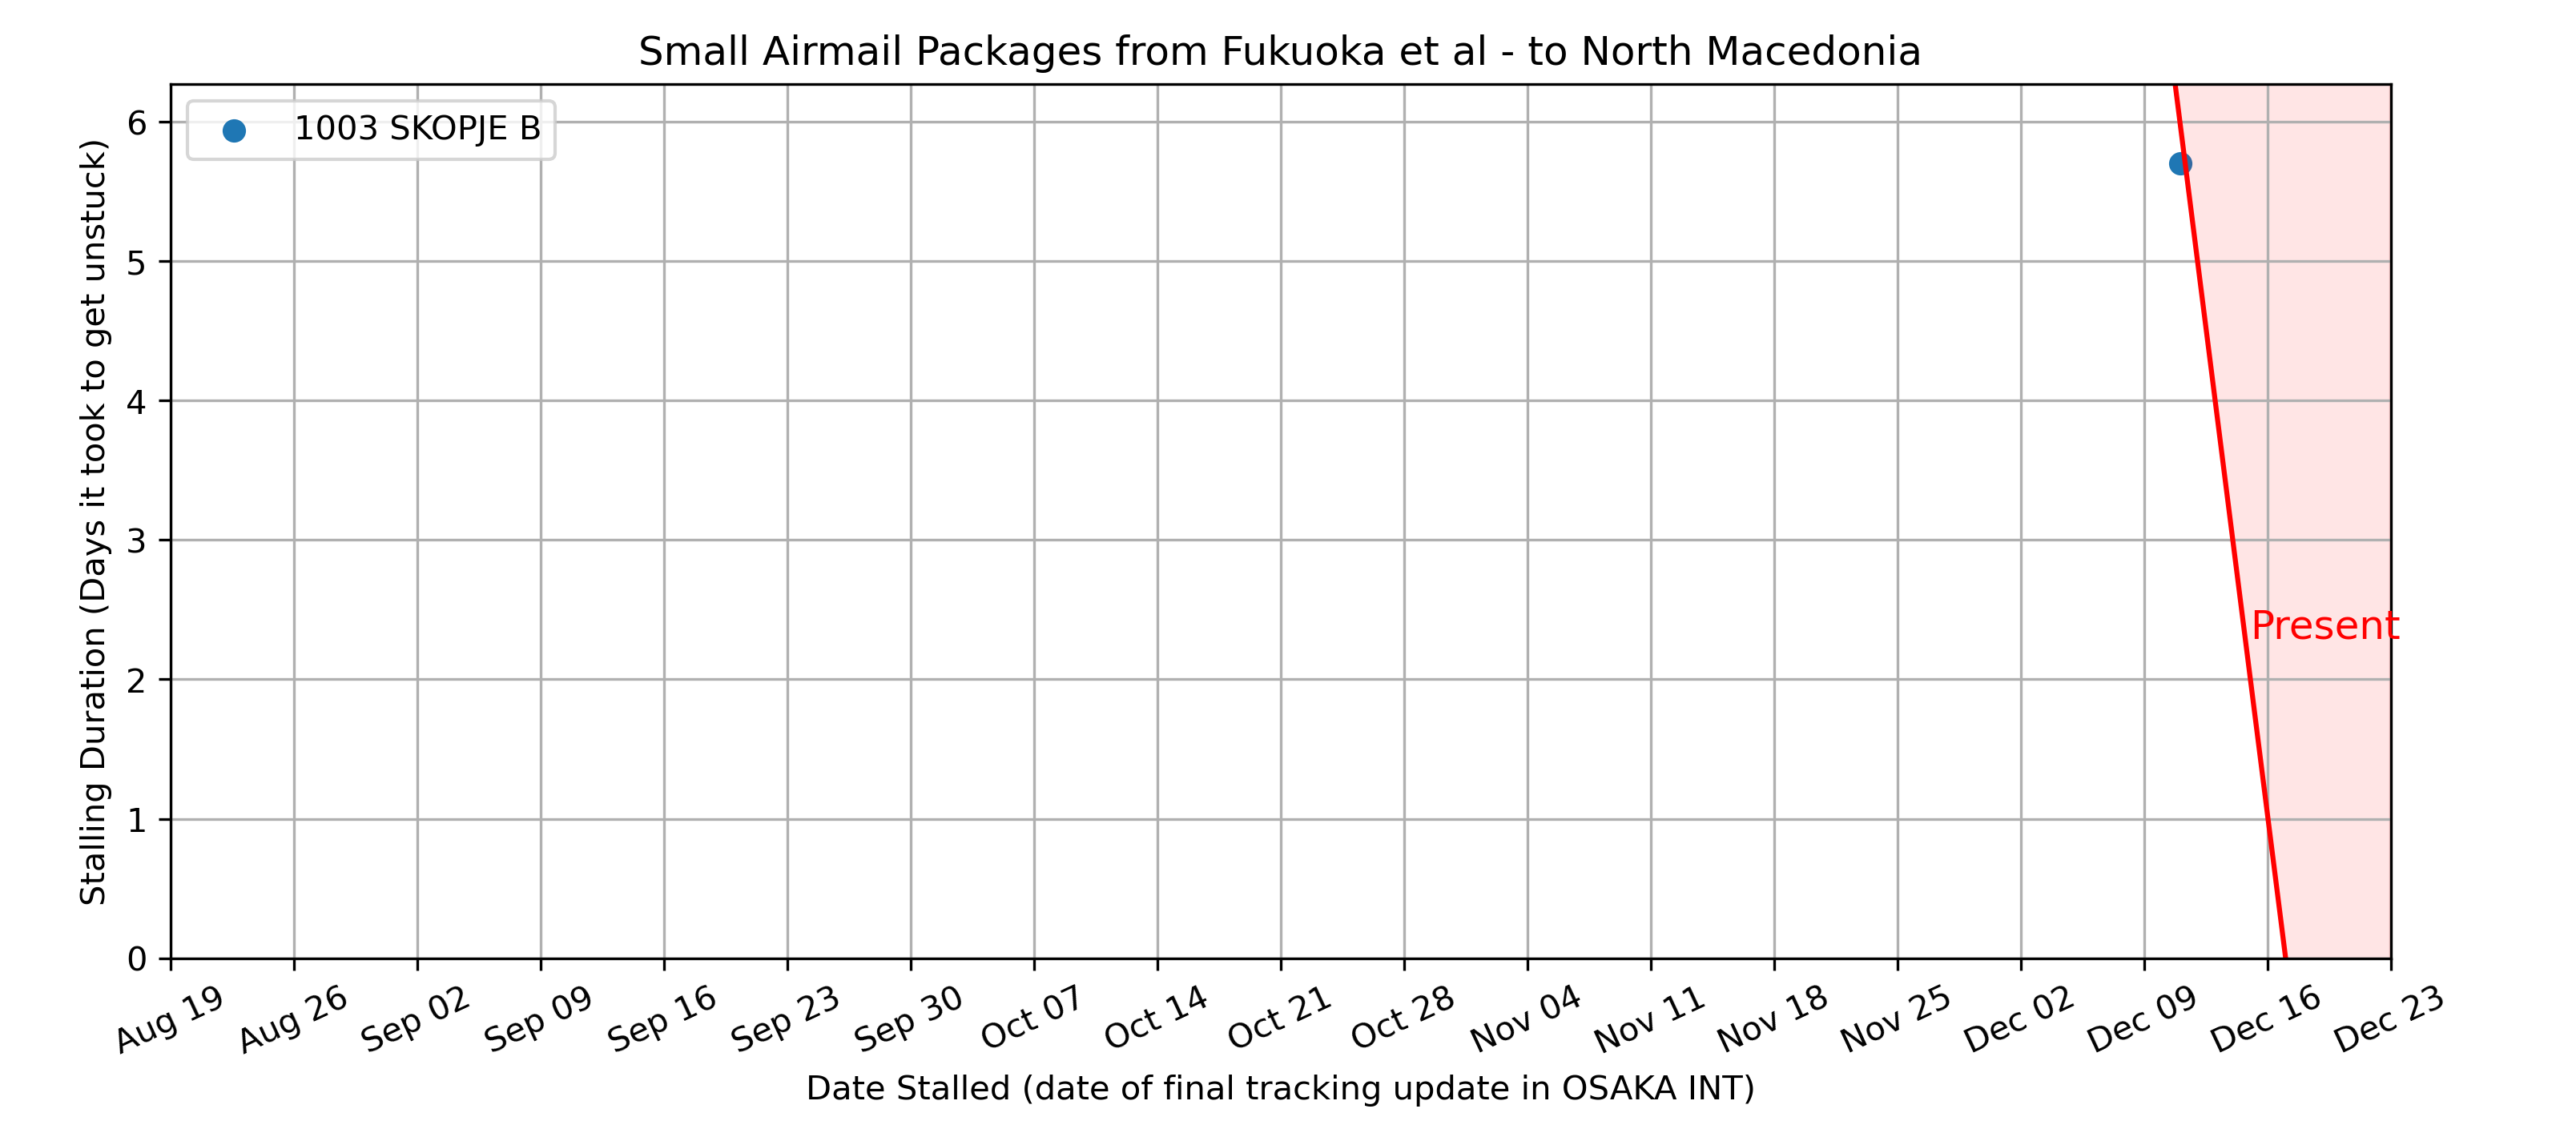 Small Airmail Packages from Fukuoka et al - to North Macedonia
1003 SKOPJE B
Stalling Duration (Days it took to get unstuck)
6
5
4
3
2
1
0
Present
Aug 19 Aug 26 Sep 02 Sep 09 Sep 16 Sep 23 Sep 30 Oct 07 Oct 14 Oct 21 Oct 28 Nov 04 Nov 11 Nov 18 Nov 25 Dec 02 Dec 09 Dec 16 Dec 23
Date Stalled (date of final tracking update in OSAKA INT)